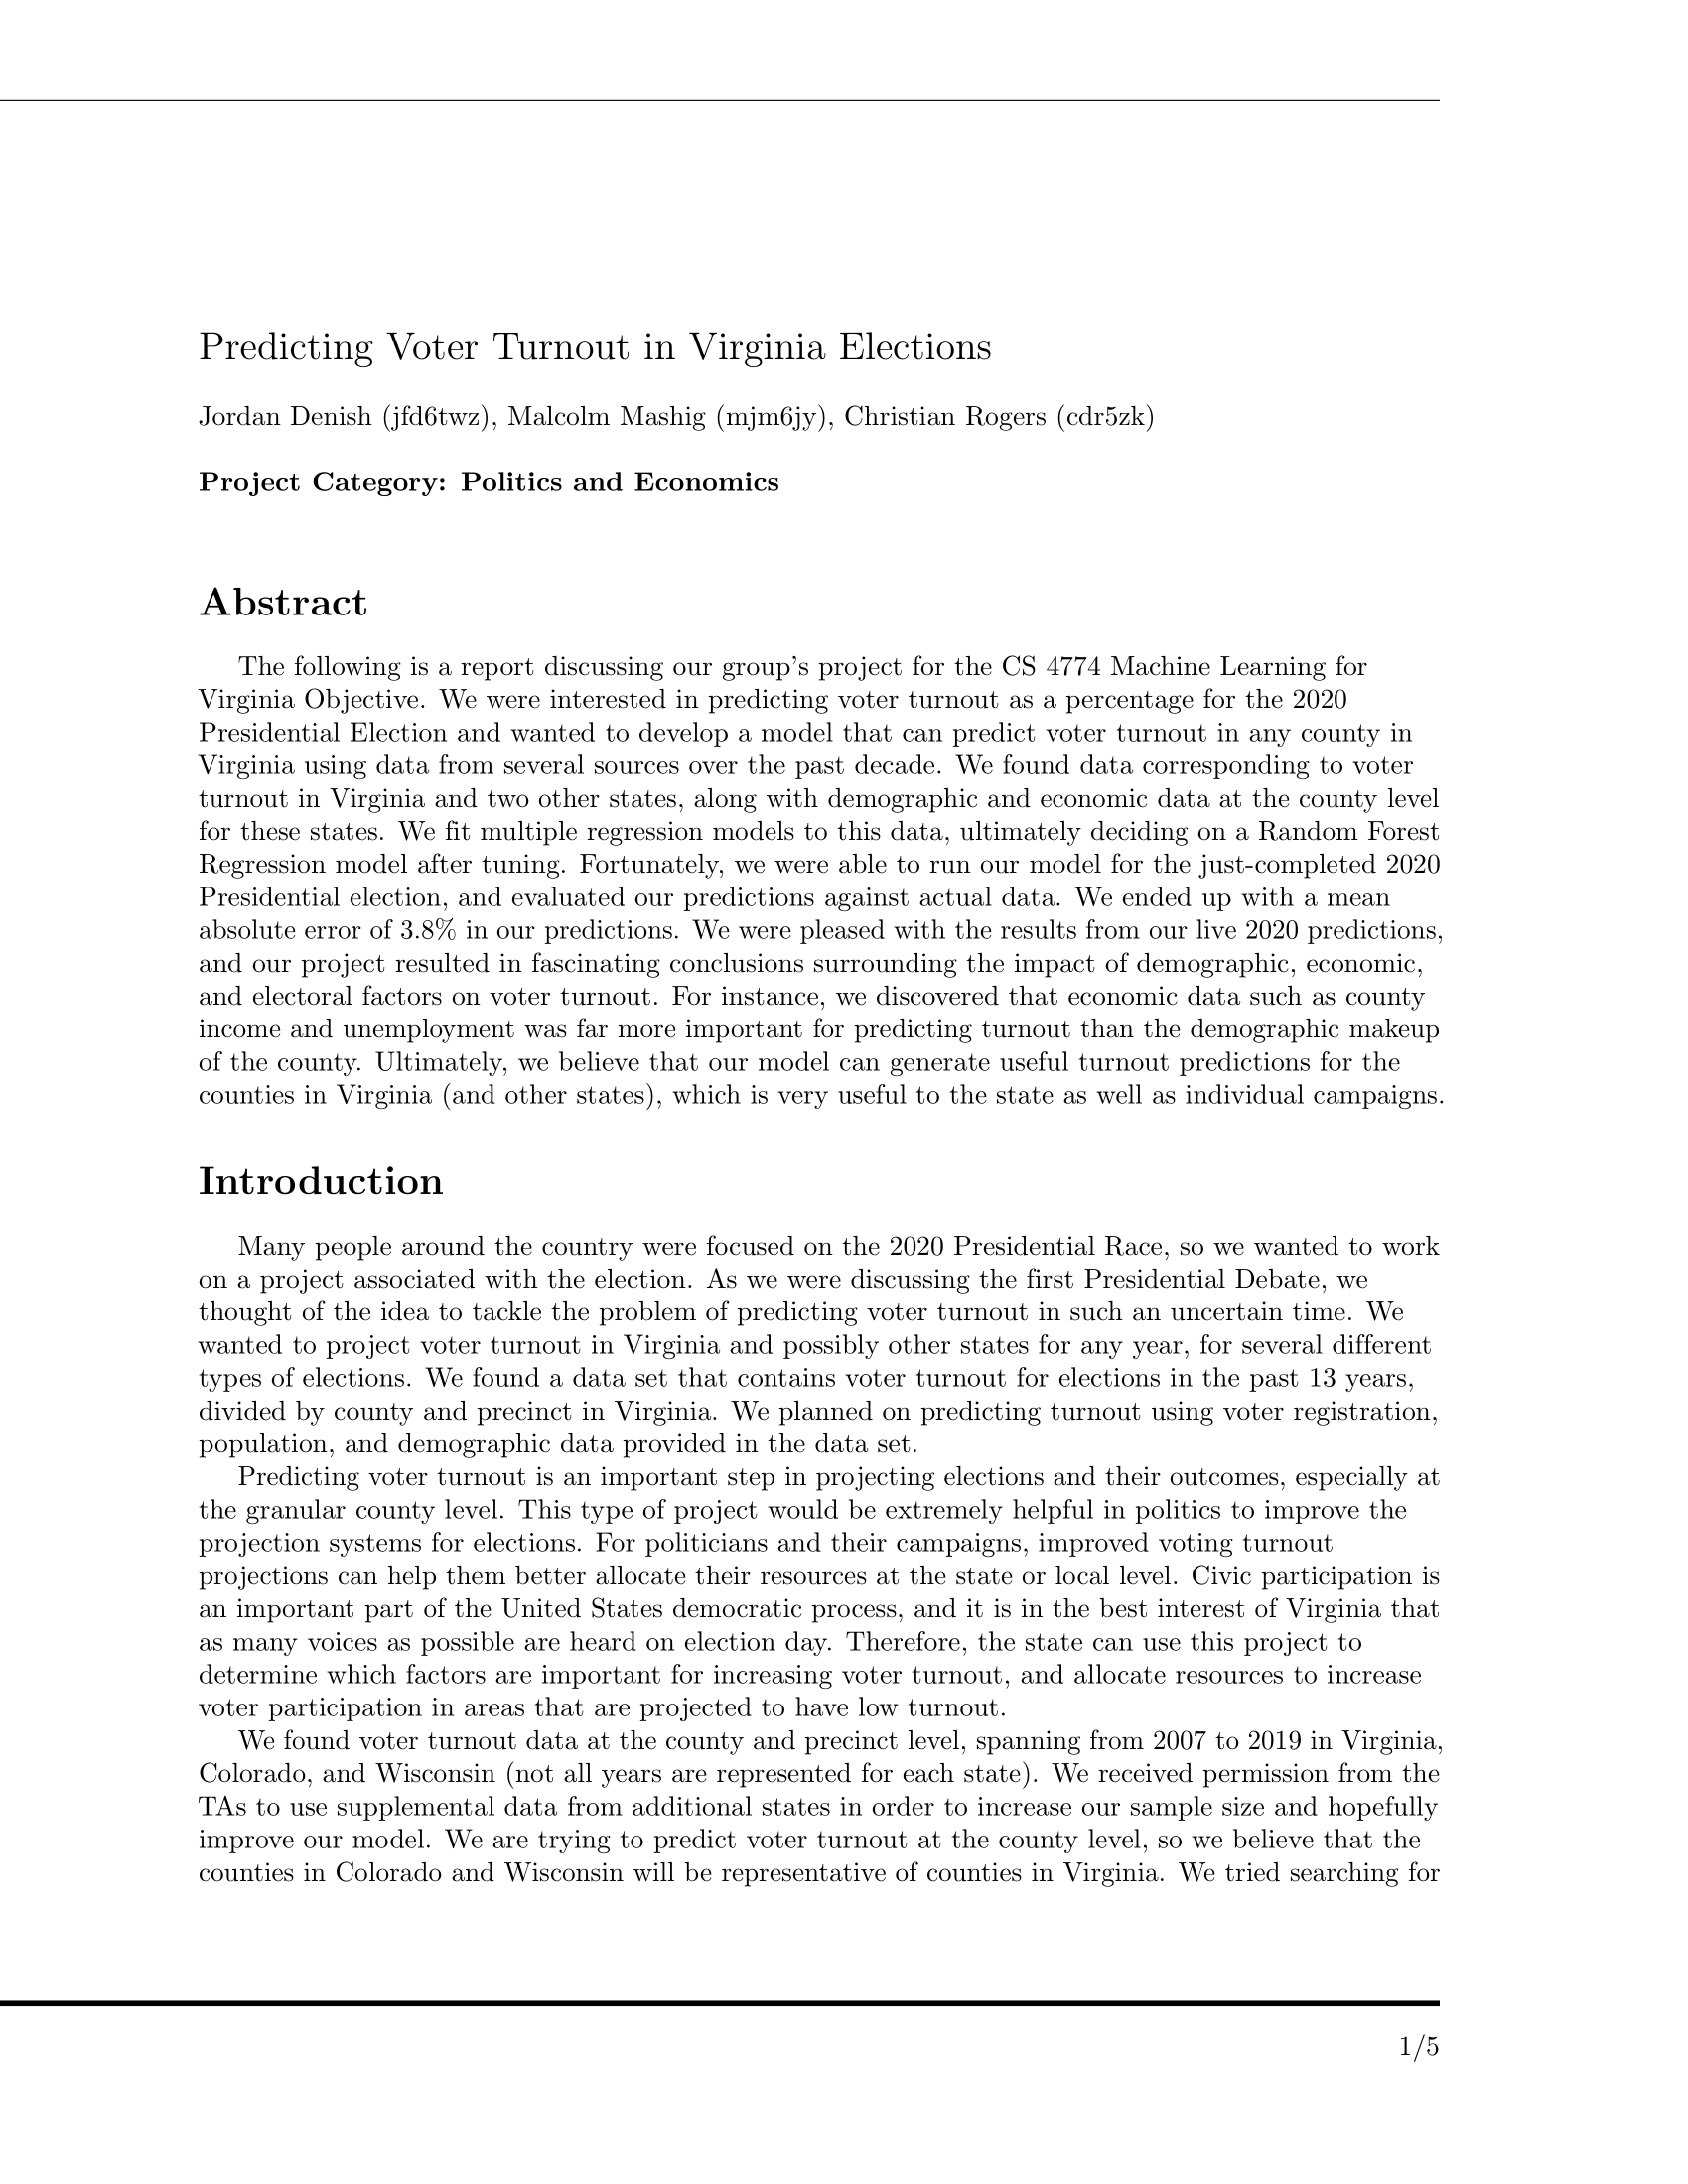 Predicting Voter Turnout in Virginia Elections
Jordan Denish (jfd6twz), Malcolm Mashig (mjm6jy), Christian Rogers (cdr5zk)
Project Category: Politics and Economics
Abstract
The following is a report discussing our group's project for the CS 4774 Machine Learning for
Virginia Objective. We were interested in predicting voter turnout as a percentage for the 2020
Presidential Election and wanted to develop a model that can predict voter turnout in any county in
Virginia using data from several sources over the past decade. We found data corresponding to voter
turnout in Virginia and two other states, along with demographic and economic data at the county level
for these states. We fit multiple regression models to this data, ultimately deciding on a Random Forest
Regression model after tuning. Fortunately, we were able to run our model for the just-completed 2020
Presidential election, and evaluated our predictions against actual data. We ended up with a mean
absolute error of 3.8% in our predictions. We were pleased with the results from our live 2020 predictions,
and our project resulted in fascinating conclusions surrounding the impact of demographic, economic,
and electoral factors on voter turnout. For instance, we discovered that economic data such as county
income and unemployment was far more important for predicting turnout than the demographic makeup
of the county. Ultimately, we believe that our model can generate useful turnout predictions for the
counties in Virginia (and other states), which is very useful to the state as well as individual campaigns.
Introduction
Many people around the country were focused on the 2020 Presidential Race, so we wanted to work
on a project associated with the election. As we were discussing the first Presidential Debate, we
thought of the idea to tackle the problem of predicting voter turnout in such an uncertain time. We
wanted to project voter turnout in Virginia and possibly other states for any year, for several different
types of elections. We found a data set that contains voter turnout for elections in the past 13 years,
divided by county and precinct in Virginia. We planned on predicting turnout using voter registration,
population, and demographic data provided in the data set.
Predicting voter turnout is an important step in projecting elections and their outcomes, especially at
the granular county level. This type of project would be extremely helpful in politics to improve the
projection systems for elections. For politicians and their campaigns, improved voting turnout
projections can help them better allocate their resources at the state or local level. Civic participation is
an important part of the United States democratic process, and it is in the best interest of Virginia that
as many voices as possible are heard on election day. Therefore, the state can use this project to
determine which factors are important for increasing voter turnout, and allocate resources to increase
voter participation in areas that are projected to have low turnout.
We found voter turnout data at the county and precinct level, spanning from 2007 to 2019 in Virginia,
Colorado, and Wisconsin (not all years are represented for each state). We received permission from the
TAs to use supplemental data from additional states in order to increase our sample size and hopefully
improve our model. We are trying to predict voter turnout at the county level, so we believe that the
counties in Colorado and Wisconsin will be representative of counties in Virginia. We tried searching for
1/5